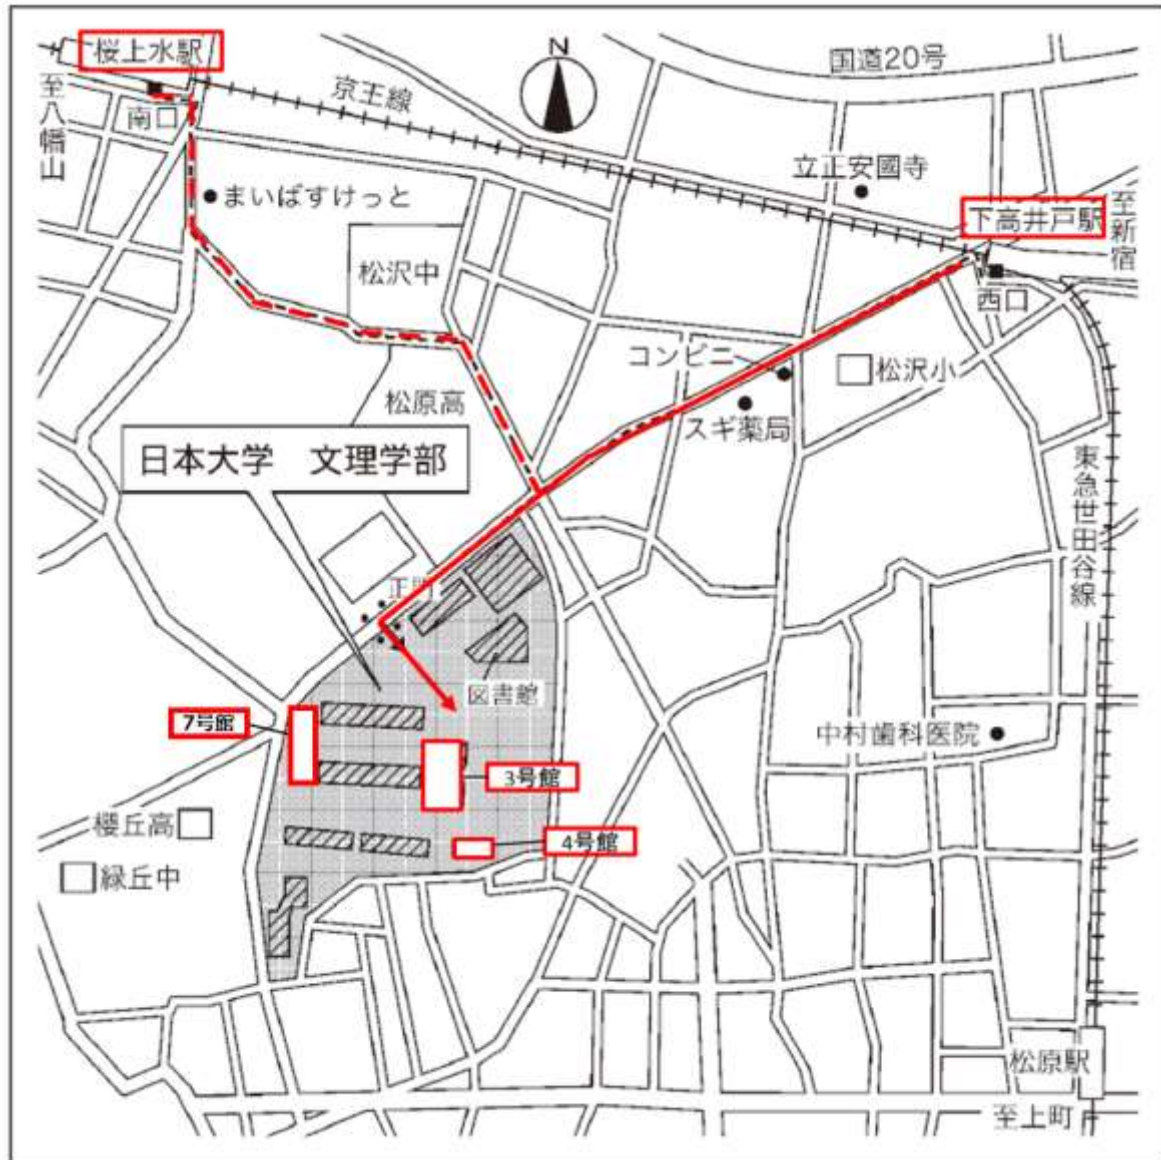 桜上水駅
N
国道20号
京王線
至八幡山
南口
まいばすけっと
立正安國寺
下高井戸駅
至新宿
西口
松沢中
コンビニ
松沢小
松原高
スギ薬局
日本大学 文理学部
東急世田谷線
正門
図書館
7号館
3号館
中村歯科医院
櫻丘高
4号館
緑丘中
松原駅
至上町